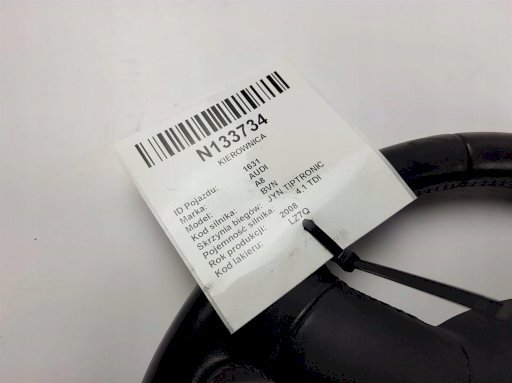 N133734
KIEROWNICA
ID Pojazdu: 1631
Marka: AUDI
Model: A8
Kod silnika: BVN
Skrzynia biegów: JYN TIPTRONIC
Pojemność silnika: 4.1 TDI
Rok produkcji: 2008
Kod lakieru: LZ7Q